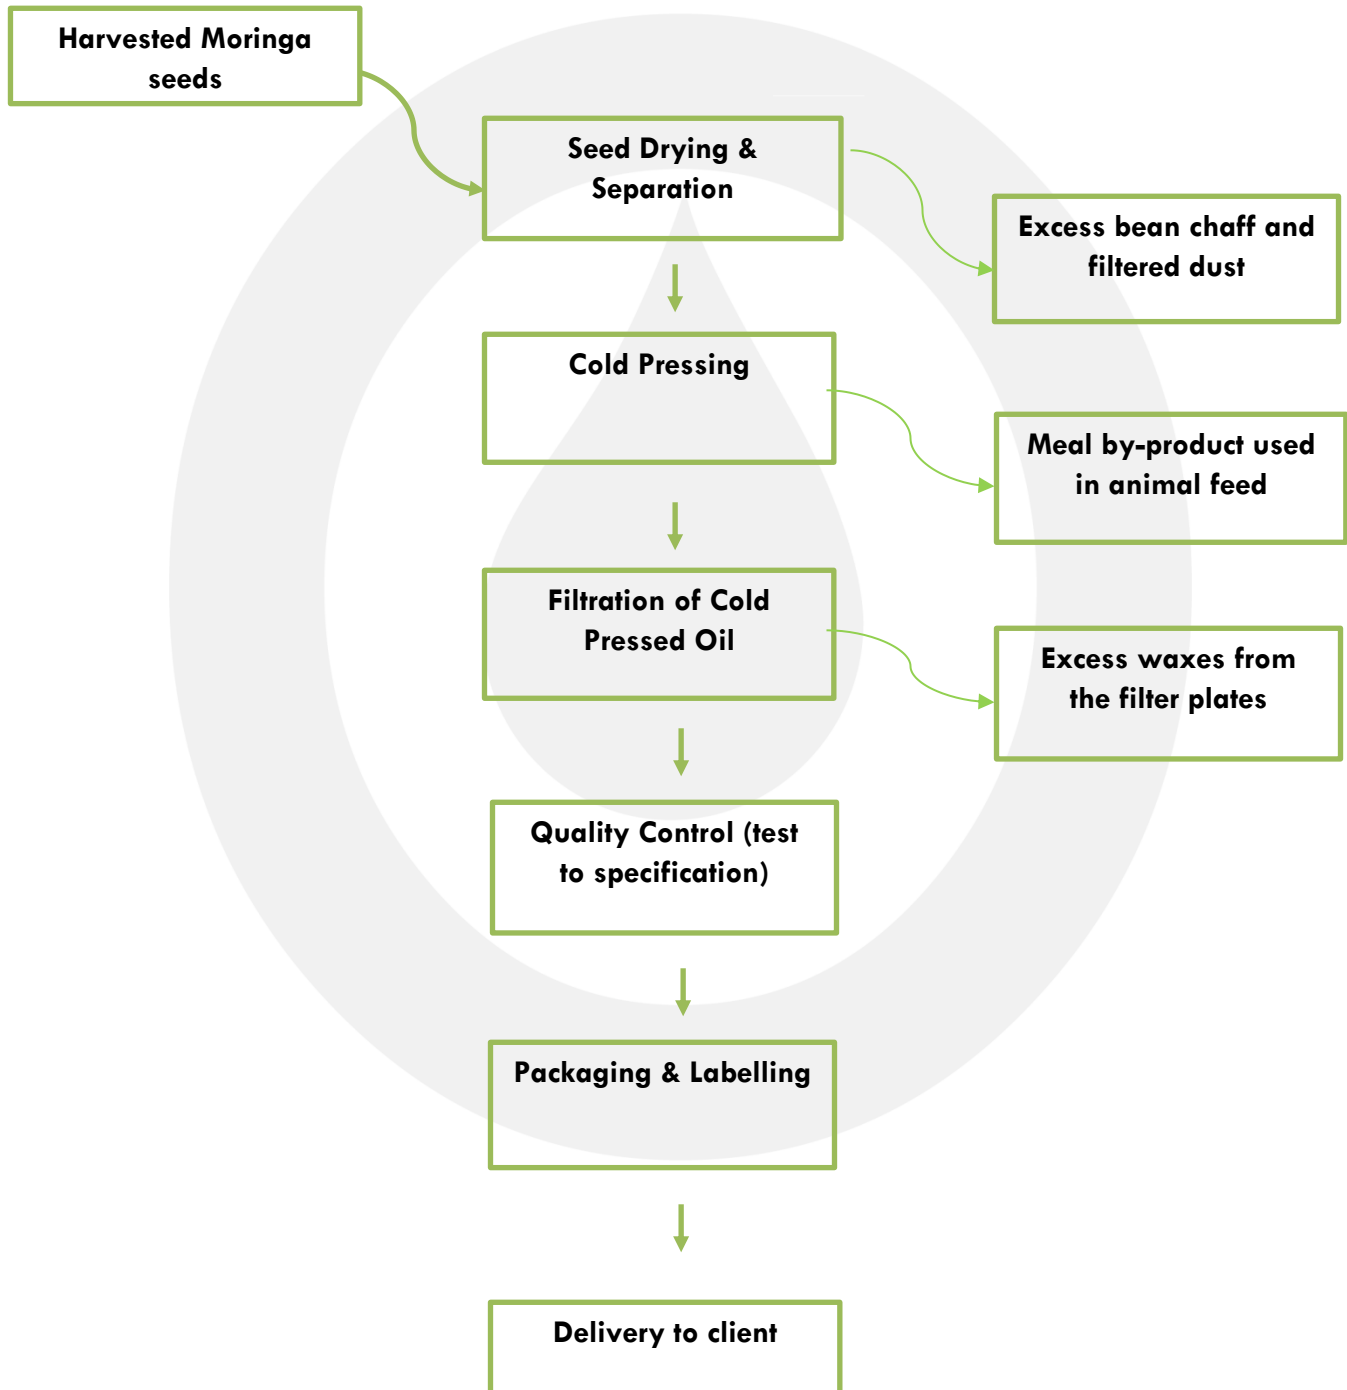 Harvested Moringa
seeds
Seed Drying &
Separation
Excess bean chaff and
filtered dust
Cold Pressing
Meal by-product used
in animal feed
Filtration of Cold
Pressed Oil
Excess waxes from
the filter plates
Quality Control (test
to specification)
Packaging & Labelling
Delivery to client